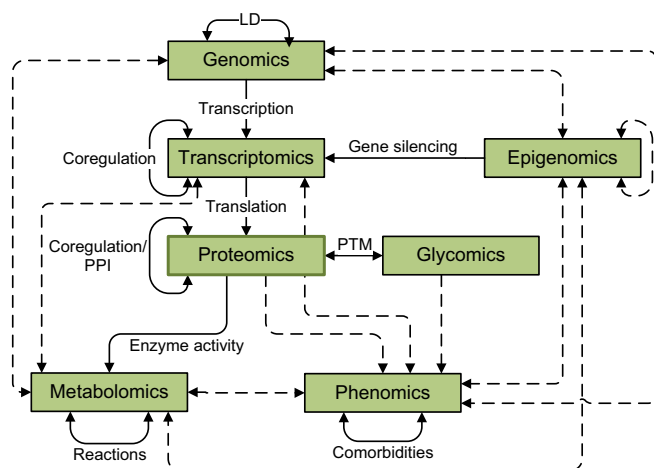 LD
Genomics
Transcription
Coregulation
Transcriptomics
Gene silencing
Epigenomics
Translation
Coregulation/
PPI
Proteomics
PTM
Glycomics
Enzyme activity
Metabolomics
Phenomics
Reactions
Comorbidities